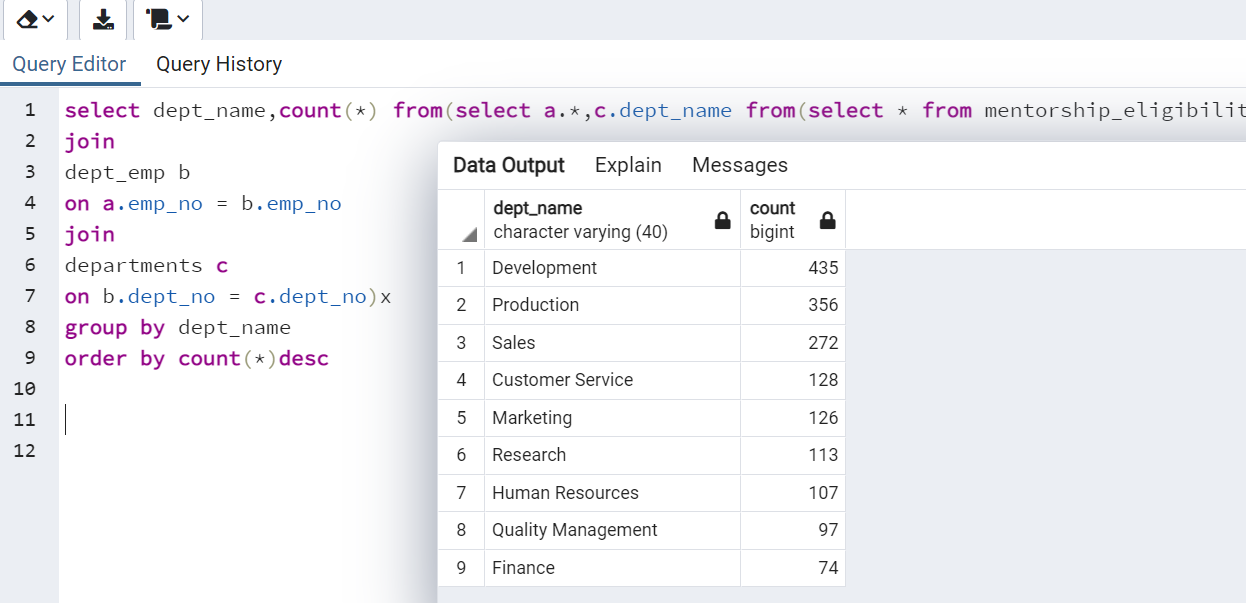 Query Editor Query History
1 select dept_name,count(*) from(select a.*,c.dept_name from(select * from mentorship_eligibilit
2 join
3 dept_emp b
4 on a.emp_no = b.emp_no
5 join
6 departments c
7 on b.dept_no = c.dept_no)x
8 group by dept_name
9 order by count(*)desc
10
11
12
Data Output Explain Messages
dept_name count
character varying (40) bigint
1 Development 435
2 Production 356
3 Sales 272
4 Customer Service 128
5 Marketing 126
6 Research 113
7 Human Resources 107
8 Quality Management 97
9 Finance 74